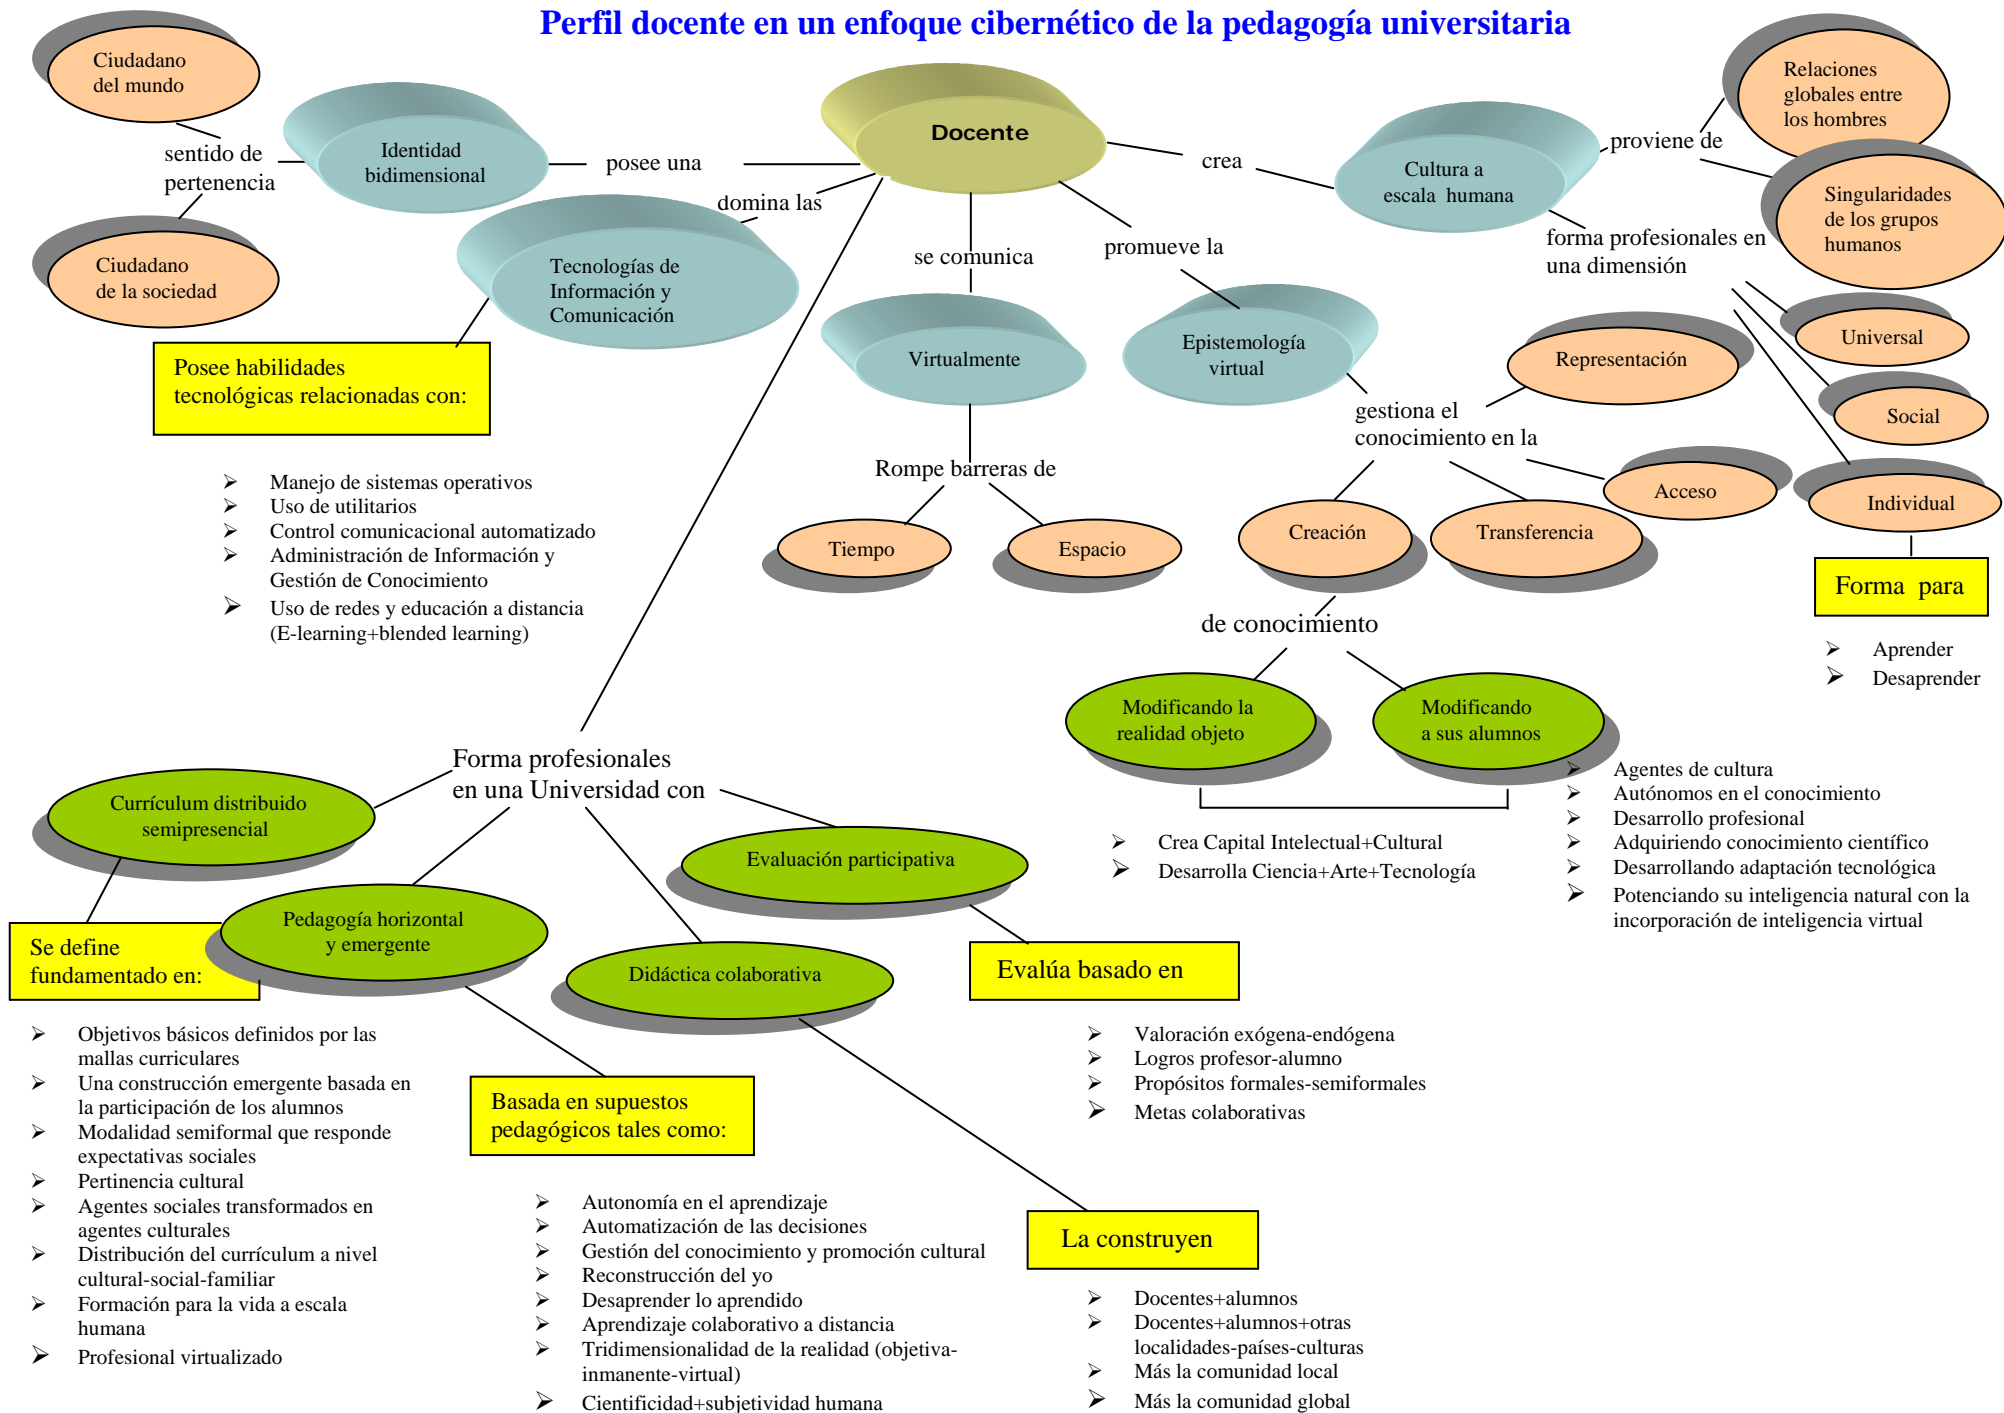 Perfil docente en un enfoque cibernético de la pedagogía universitaria
Ciudadano
del mundo
sentido de
pertenencia
Ciudadano
de la sociedad
Identidad
bidimensional
posee una
Docente
domina las
Tecnologías de
Información y
Comunicación
Posee habilidades
tecnológicas relacionadas con:
Manejo de sistemas operativos
Uso de utilitarios
Control comunicacional automatizado
Administración de Información y
Gestión de Conocimiento
Uso de redes y educación a distancia
(E-learning+blended learning)
se comunica
Virtualmente
Rompe barreras de
Tiempo
Espacio
promueve la
Epistemología
virtual
gestiona el
conocimiento en la
Representación
Acceso
Transferencia
Creación
de conocimiento
Modificando la
realidad objeto
Modificando
a sus alumnos
Crea Capital Intelectual+Cultural
Desarrolla Ciencia+Arte+Tecnología
Agentes de cultura
Autónomos en el conocimiento
Desarrollo profesional
Adquiriendo conocimiento científico
Desarrollando adaptación tecnológica
Potenciando su inteligencia natural con la
incorporación de inteligencia virtual
crea
Cultura a
escala humana
proviene de
Relaciones
globales entre
los hombres
Singularidades
de los grupos
humanos
forma profesionales en
una dimensión
Universal
Social
Individual
Forma para
Aprender
Desaprender
Forma profesionales
en una Universidad con
Currículum distribuido
semipresencial
Se define
fundamentado en:
Objetivos básicos definidos por las
mallas curriculares
Una construcción emergente basada en
la participación de los alumnos
Modalidad semiformal que responde
expectativas sociales
Pertinencia cultural
Agentes sociales transformados en
agentes culturales
Distribución del currículum a nivel
cultural-social-familiar
Formación para la vida a escala
humana
Profesional virtualizado
Pedagogía horizontal
y emergente
Basada en supuestos
pedagógicos tales como:
Autonomía en el aprendizaje
Automatización de las decisiones
Gestión del conocimiento y promoción cultural
Reconstrucción del yo
Desaprender lo aprendido
Aprendizaje colaborativo a distancia
Tridimensionalidad de la realidad (objetiva-
inmanente-virtual)
Cientificidad+subjetividad humana
Didáctica colaborativa
La construyen
Docentes+alumnos
Docentes+alumnos+otras
localidades-países-culturas
Más la comunidad local
Más la comunidad global
Evaluación participativa
Evalúa basado en
Valoración exógena-endógena
Logros profesor-alumno
Propósitos formales-semiformales
Metas colaborativas